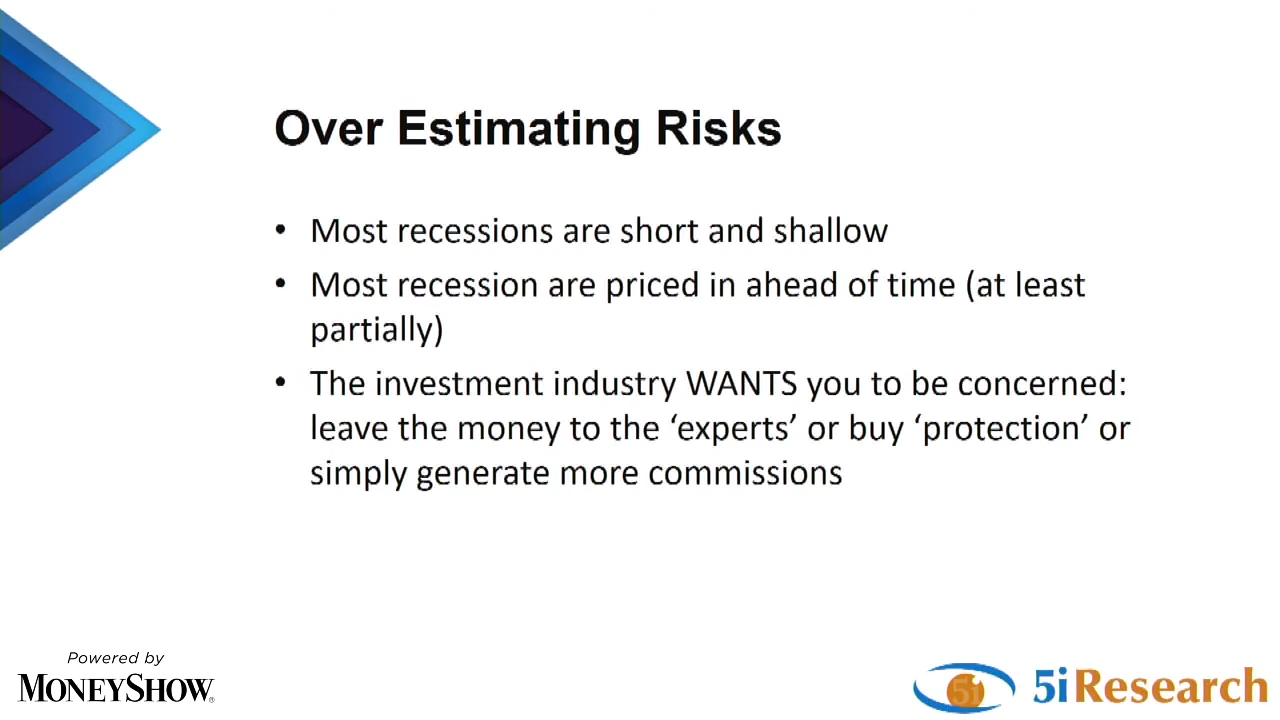 Over Estimating Risks
• Most recessions are short and shallow
• Most recession are priced in ahead of time (at least
partially)
• The investment industry WANTS you to be concerned:
leave the money to the ‘experts’ or buy ‘protection’ or
simply generate more commissions
Powered by
MONEYSHOW®
5i 5iResearch